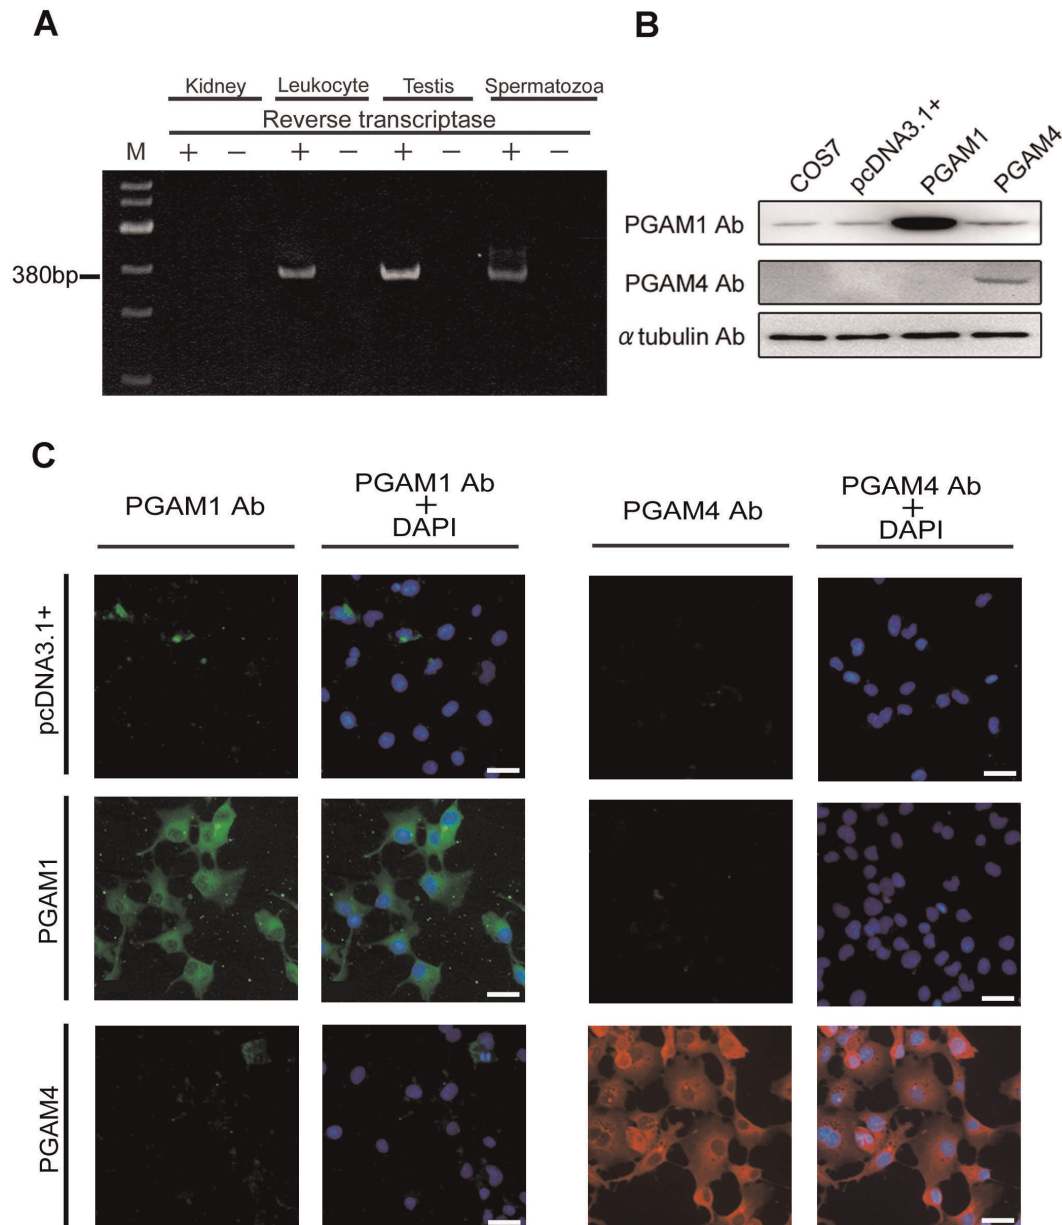 A
Kidney Leukocyte Testis Spermatozoa
Reverse transcriptase
M + − + − + − + −
380bp
B
COS7 pcDNA3.1+ PGAM1 PGAM4
PGAM1 Ab
PGAM4 Ab
α tubulin Ab
C
PGAM1 Ab
PGAM1 Ab
+
DAPI
PGAM4 Ab
PGAM4 Ab
+
DAPI
pcDNA3.1+
PGAM1
PGAM4